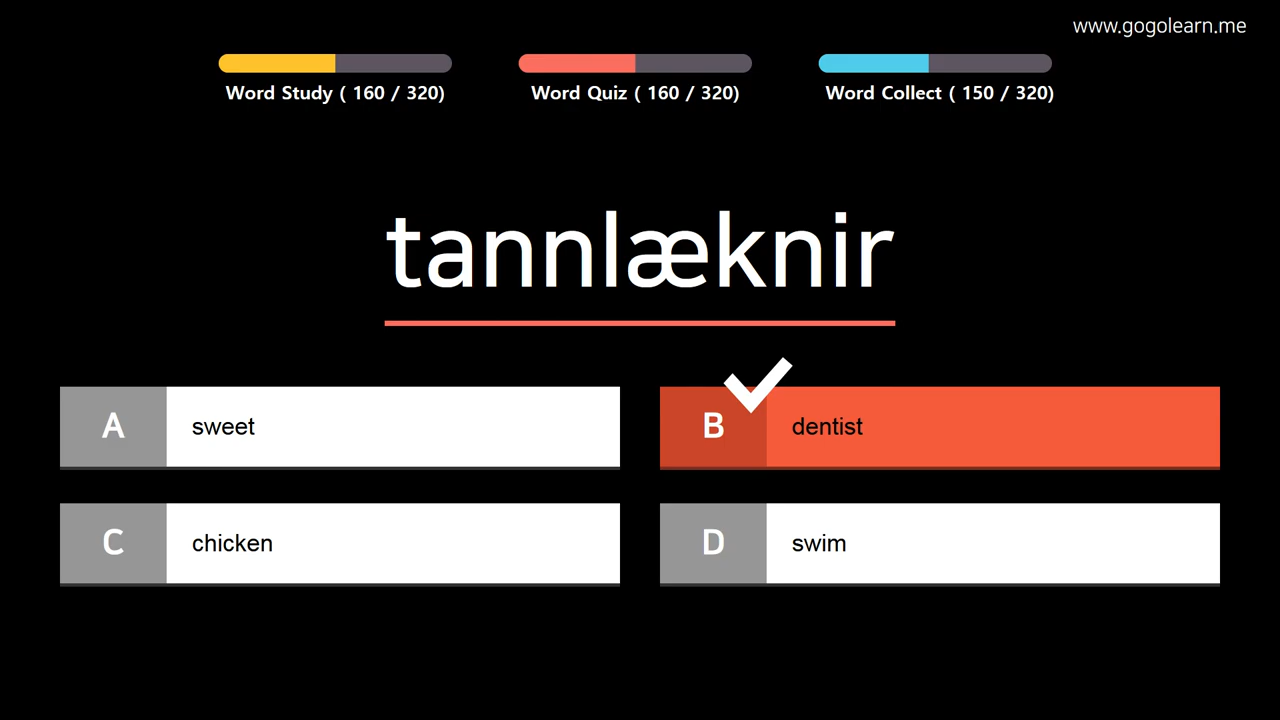 www.gogolearn.me
Word Study ( 160 / 320)
Word Quiz ( 160 / 320)
Word Collect ( 150 / 320)
tannlæknir
A sweet
B dentist
C chicken
D swim